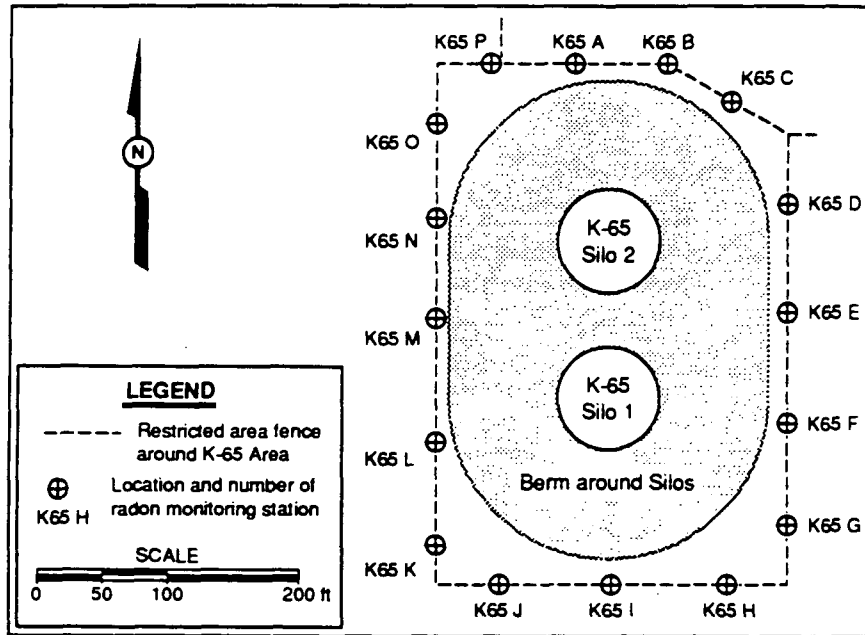 K65 P
K65 A
K65 B
K65 C
N
K65 O
K65 D
K65 N
K-65
Silo 2
K65 E
K65 M
K-65
Silo 1
K65 F
K65 L
Berm around Silos
K65 G
K65 K
K65 J
K65 I
K65 H
LEGEND
Restricted area fence
around K-65 Area
Location and number of
radon monitoring station
K65 H
SCALE
0 50 100 200 ft